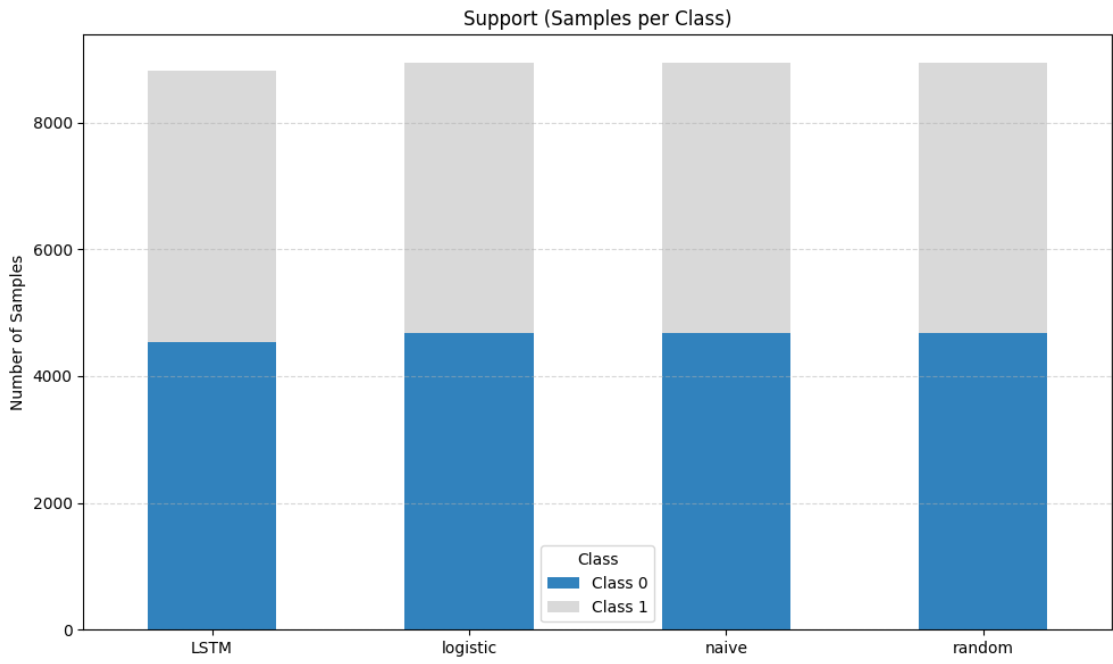 Support (Samples per Class)
Number of Samples
8000
6000
4000
2000
0
Class
Class 0
Class 1
LSTM
logistic
naive
random